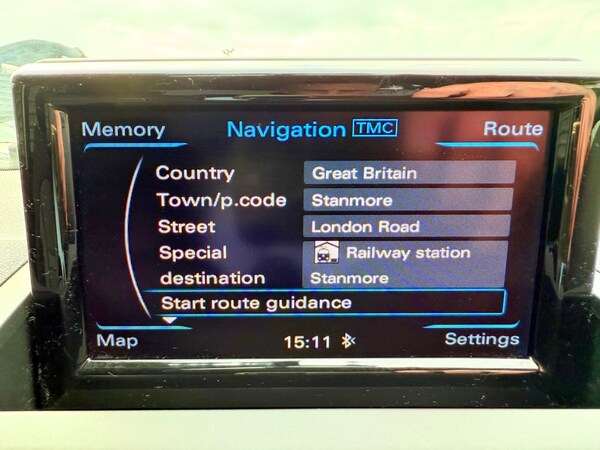 Memory Navigation TMC Route
Country Great Britain
Town/p.code Stanmore
Street London Road
Special Railway station
destination Stanmore
Start route guidance
Map 15:11 Settings